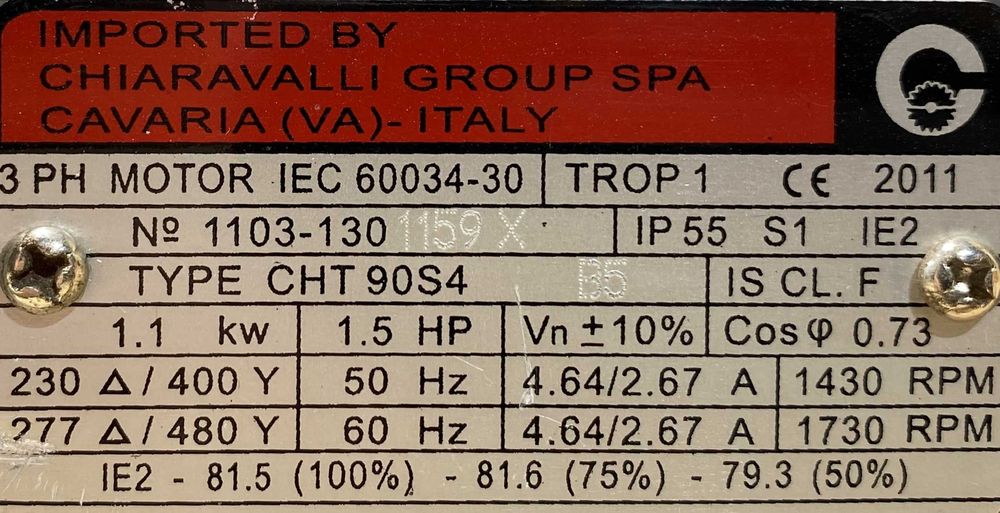 IMPORTED BY
CHIARAVALLI GROUP SPA
CAVARIA (VA)- ITALY
3 PH MOTOR IEC 60034-30 TROP 1 CE 2011
Nº 1103-130 1159 X IP 55 S1 IE2
TYPE CHT 90S4 B5 IS CL. F
1.1 kw 1.5 HP Vn ±10% Cosφ 0.73
230 Δ / 400 Y 50 Hz 4.64/2.67 A 1430 RPM
277 Δ / 480 Y 60 Hz 4.64/2.67 A 1730 RPM
IE2 - 81.5 (100%) - 81.6 (75%) - 79.3 (50%)